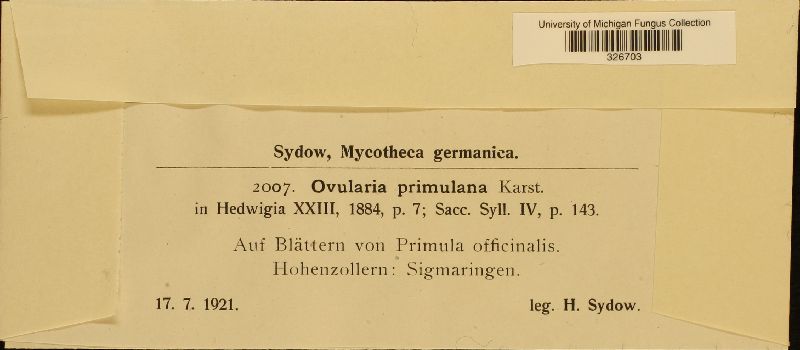 University of Michigan Fungus Collection
326703
Sydow, Mycotheca germanica.
2007. Ovularia primulana Karst.
in Hedwigia XXIII, 1884, p. 7; Sacc. Syll. IV, p. 143.
Auf Blättern von Primula officinalis.
Hohenzollern: Sigmaringen.
17. 7. 1921. leg. H. Sydow.